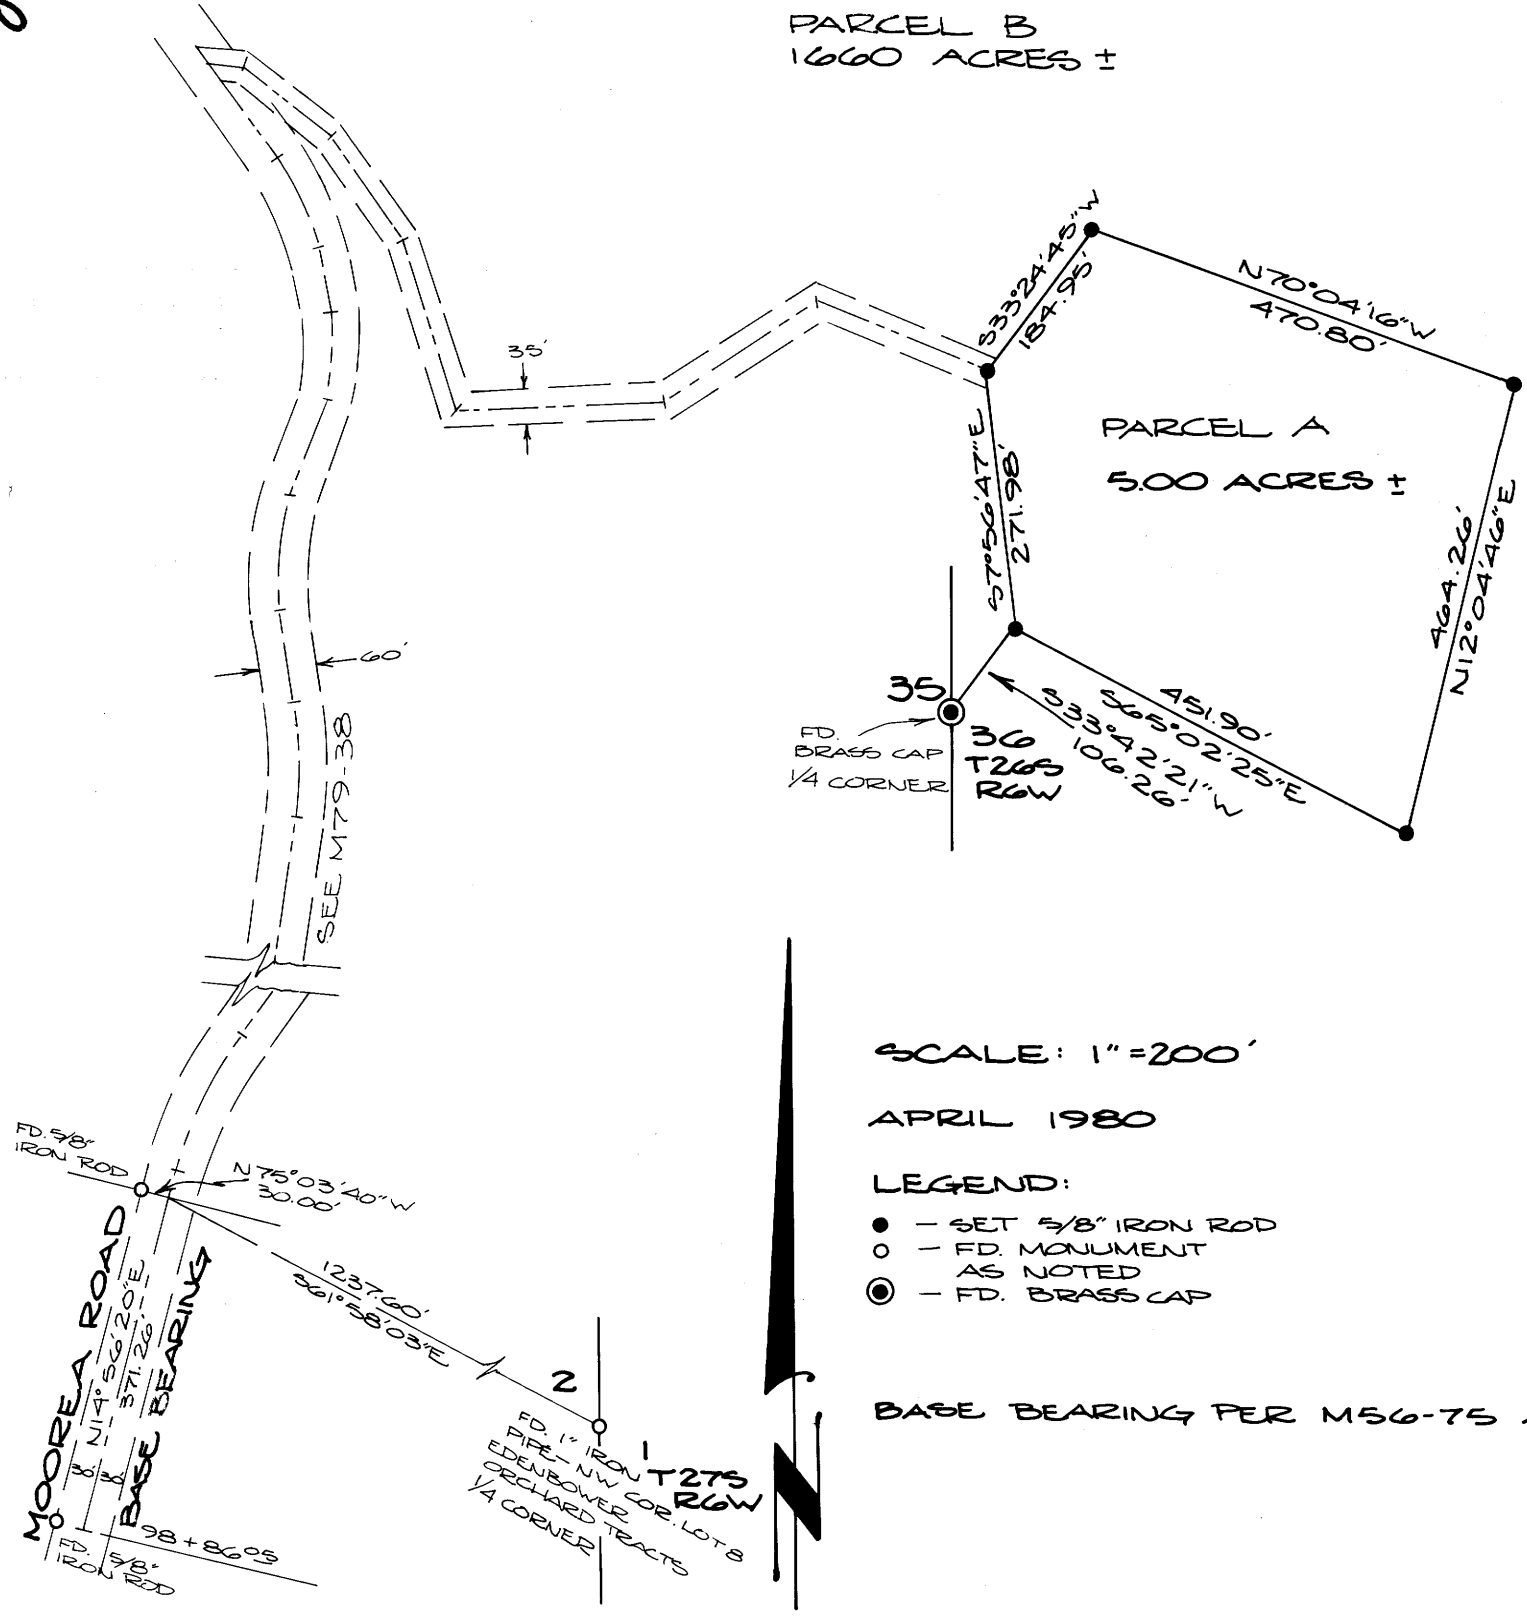 PARCEL B
1660 ACRES ±
S33°24'45"W
184.95'
N70°04'16"W
470.80'
35'
PARCEL A
5.00 ACRES ±
S7°56'47"E
271.98'
464.26'
N12°04'46"E
60'
35
FD.
BRASS CAP
1/4 CORNER
36
T26S
R6W
451.90'
S65°02'25"E
S33°42'21"W
106.26'
SEE M79-38
SCALE: 1"=200'
APRIL 1980
LEGEND:
– SET 5/8" IRON ROD
– FD. MONUMENT
AS NOTED
– FD. BRASS CAP
FD. 5/8"
IRON ROD
N75°03'40"W
30.00'
MOOREA ROAD
N14°56'20"E
371.26'
BASE BEARING
30' 30'
1237.60'
S61°58'03"E
2
1
T27S
R6W
FD. 1" IRON
PIPE – NW COR. LOT 8
EDENBOWER
ORCHARD TRACTS
1/4 CORNER
98+86.05
FD. 5/8"
IRON ROD
N
BASE BEARING PER M56-75